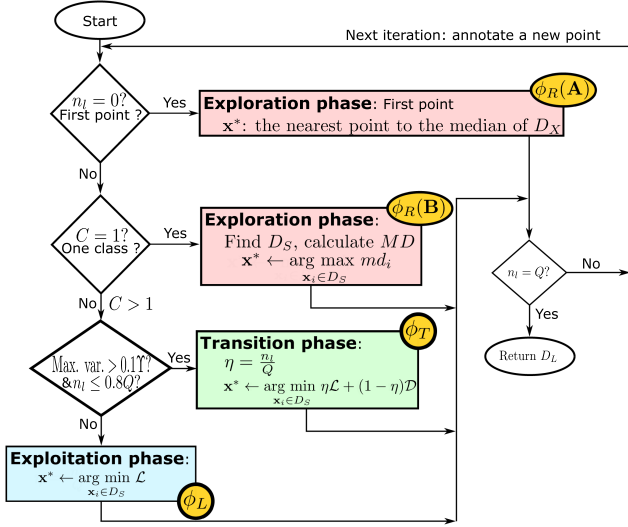 Start
Next iteration: annotate a new point
n_l = 0?
First point ?
Yes
Exploration phase: First point
x*: the nearest point to the median of D_X
ϕ_R(A)
No
C = 1?
One class ?
Yes
Exploration phase:
Find D_S, calculate MD
x* ← arg max md_i
x_i∈D_S
ϕ_R(B)
n_l = Q?
No
Yes
Return D_L
No C > 1
Max. var. > 0.1Υ?
&n_l ≤ 0.8Q?
Yes
Transition phase:
η = n_l/Q
x* ← arg min ηℒ + (1 − η)𝒟
x_i∈D_S
ϕ_T
No
Exploitation phase:
x* ← arg min ℒ
x_i∈D_S
ϕ_L